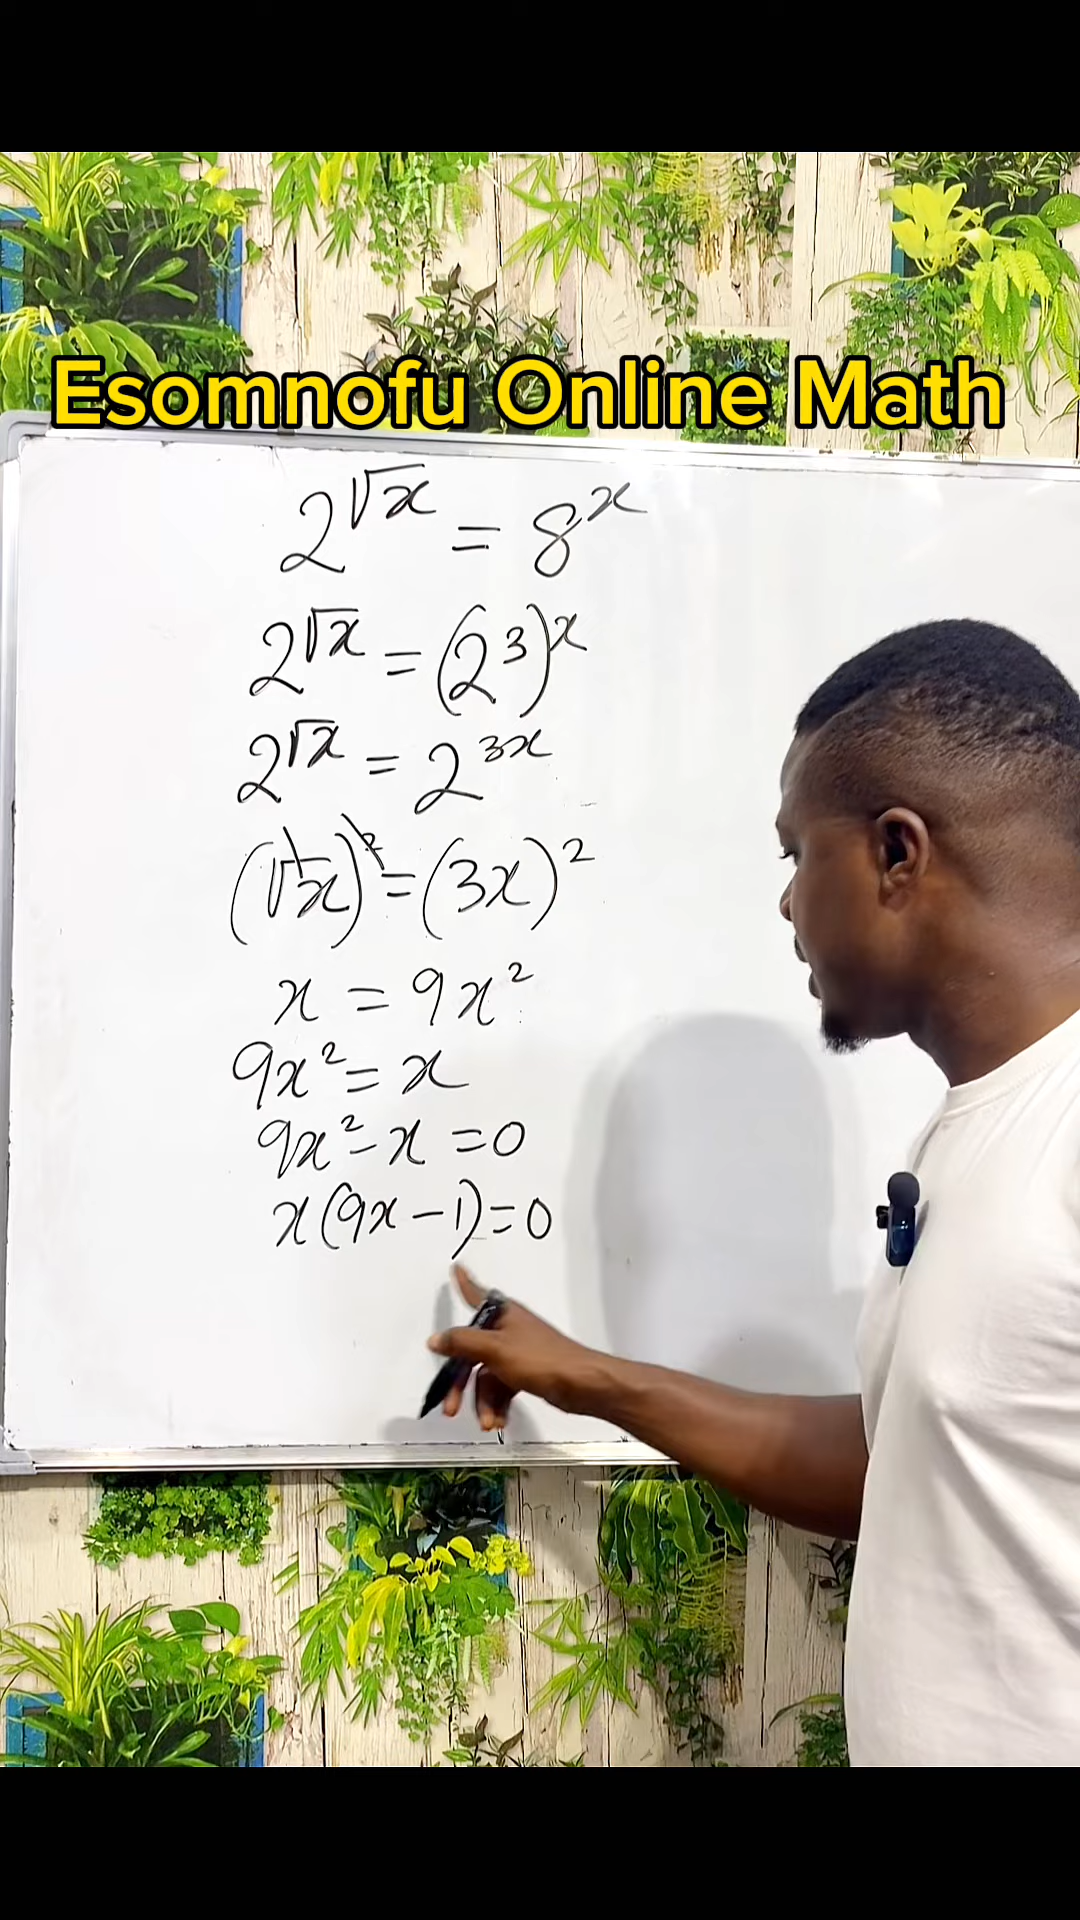 Esomnofu Online Math
2^√x = 8^x
2^√x = (2^3)^x
2^√x = 2^3x
(√x)^2 = (3x)^2
x = 9x^2
9x^2 = x
9x^2 - x = 0
x(9x - 1) = 0